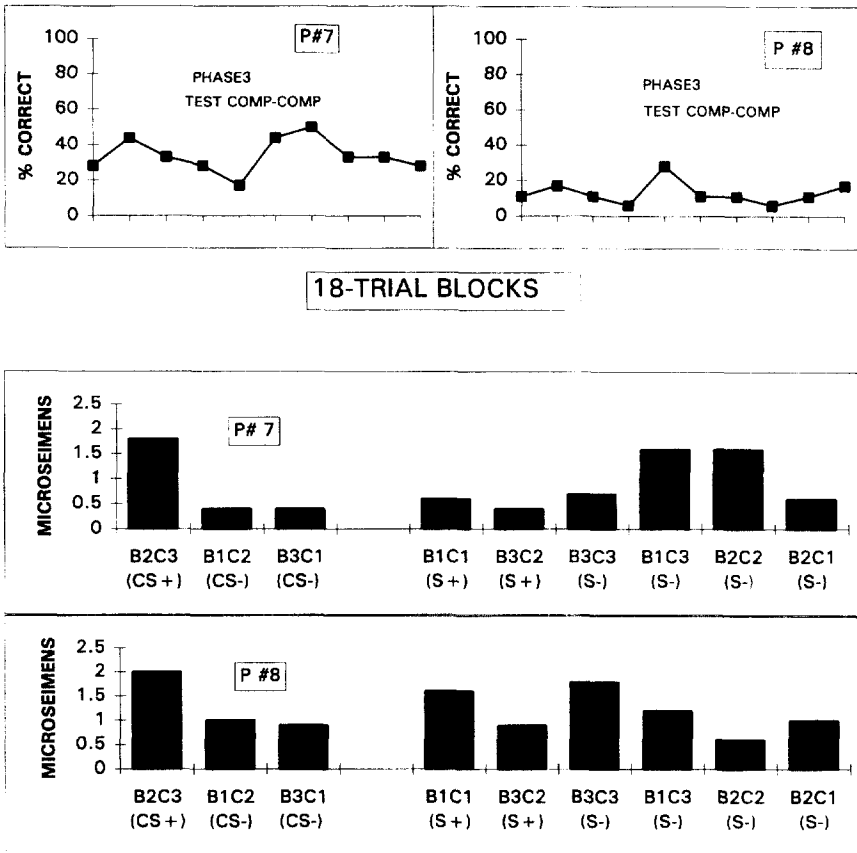 P#7
PHASE3
TEST COMP-COMP
% CORRECT
100
80
60
40
20
0
P #8
PHASE3
TEST COMP-COMP
% CORRECT
100
80
60
40
20
0
18-TRIAL BLOCKS
MICROSEIMENS
2.5
2
1.5
1
0.5
0
P# 7
B2C3 B1C2 B3C1 B1C1 B3C2 B3C3 B1C3 B2C2 B2C1
(CS+) (CS-) (CS-) (S+) (S+) (S-) (S-) (S-) (S-)
MICROSEIMENS
2.5
2
1.5
1
0.5
0
P #8
B2C3 B1C2 B3C1 B1C1 B3C2 B3C3 B1C3 B2C2 B2C1
(CS+) (CS-) (CS-) (S+) (S+) (S-) (S-) (S-) (S-)